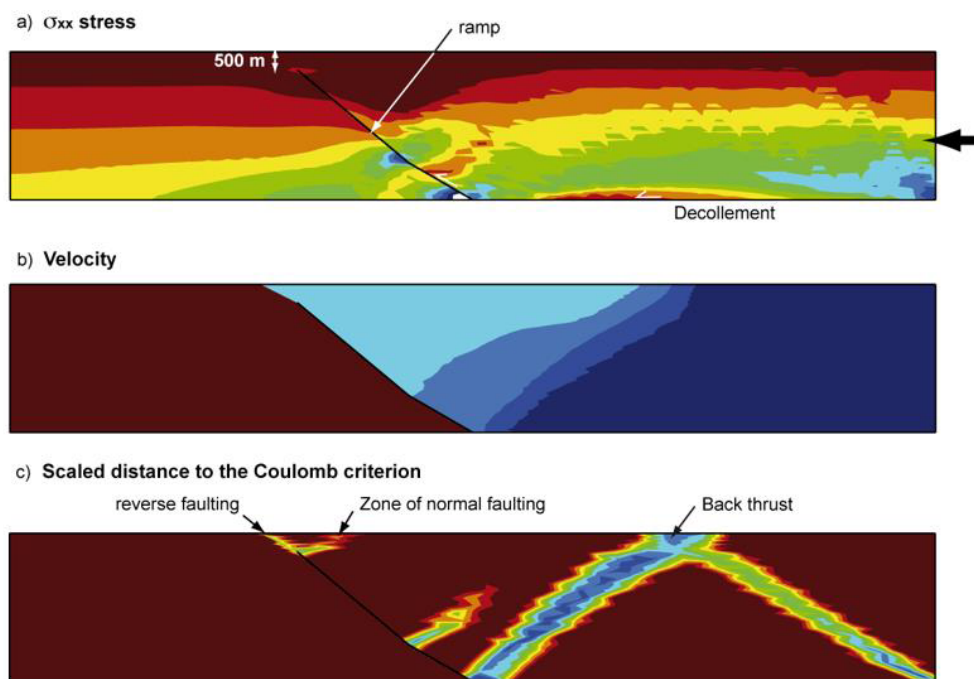 a) σxx stress
ramp
500 m
Decollement
b) Velocity
c) Scaled distance to the Coulomb criterion
reverse faulting
Zone of normal faulting
Back thrust